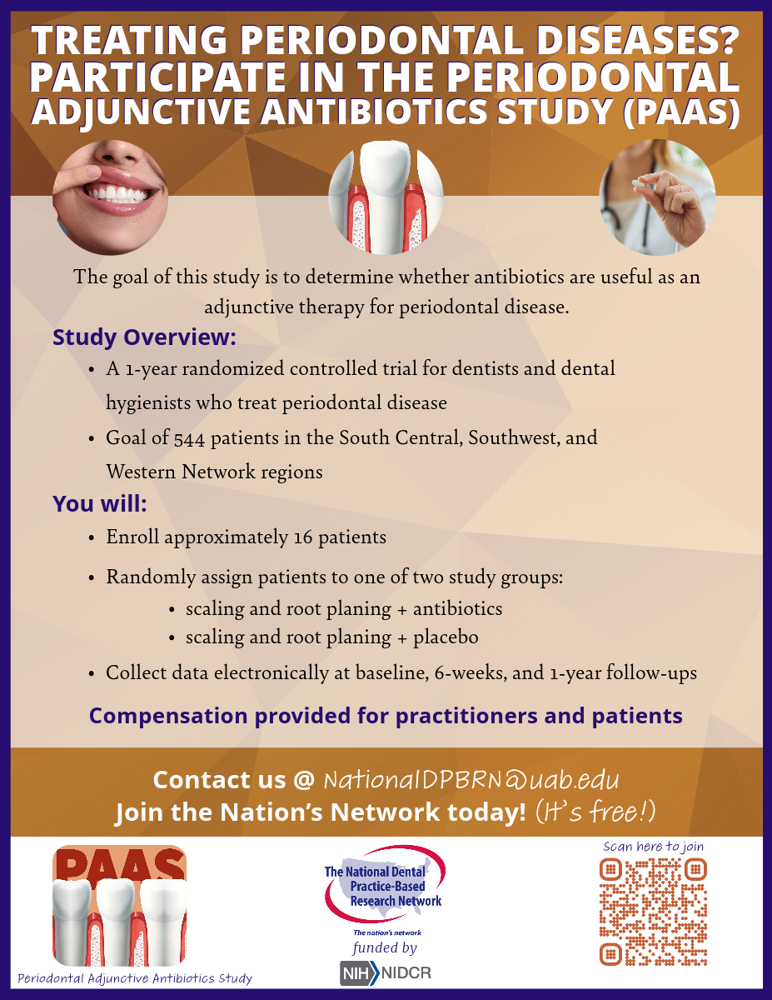 TREATING PERIODONTAL DISEASES?
PARTICIPATE IN THE PERIODONTAL
ADJUNCTIVE ANTIBIOTICS STUDY (PAAS)
The goal of this study is to determine whether antibiotics are useful as an
adjunctive therapy for periodontal disease.
Study Overview:
• A 1-year randomized controlled trial for dentists and dental
hygienists who treat periodontal disease
• Goal of 544 patients in the South Central, Southwest, and
Western Network regions
You will:
• Enroll approximately 16 patients
• Randomly assign patients to one of two study groups:
• scaling and root planing + antibiotics
• scaling and root planing + placebo
• Collect data electronically at baseline, 6-weeks, and 1-year follow-ups
Compensation provided for practitioners and patients
Contact us @ NationalDPBRN@uab.edu
Join the Nation's Network today! (It's free!)
PAAS
Periodontal Adjunctive Antibiotics Study
The National Dental
Practice-Based
Research Network
The nation's network
funded by
NIH NIDCR
Scan here to join